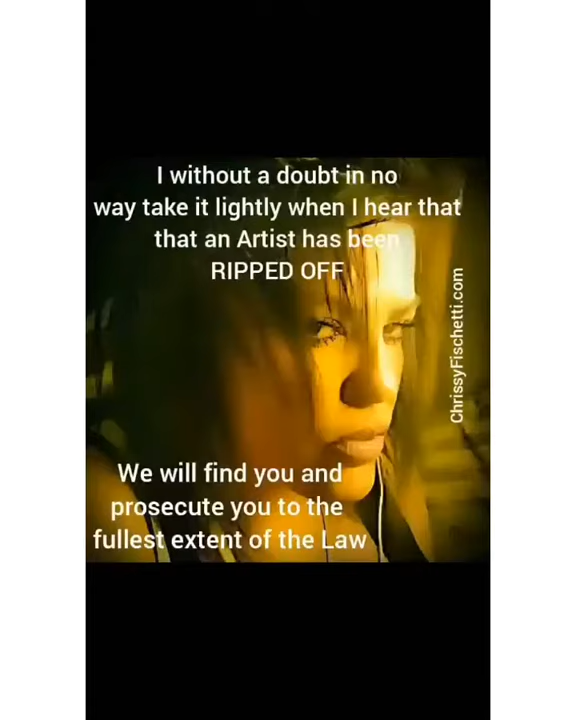 I without a doubt in no
way take it lightly when I hear that
that an Artist has been
RIPPED OFF
ChrissyFischetti.com
We will find you and
prosecute you to the
fullest extent of the Law